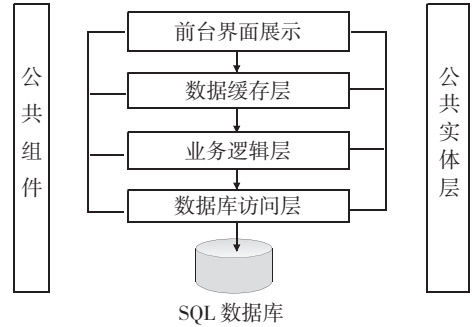 公共组件
前台界面展示
数据缓存层
业务逻辑层
数据库访问层
SQL 数据库
公共实体层